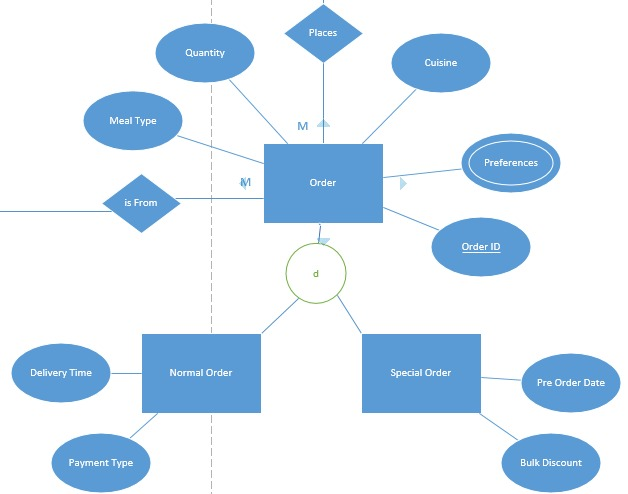 Places
Quantity
Cuisine
Meal Type
M
Preferences
M
Order
is From
Order ID
d
Delivery Time
Normal Order
Special Order
Pre Order Date
Payment Type
Bulk Discount